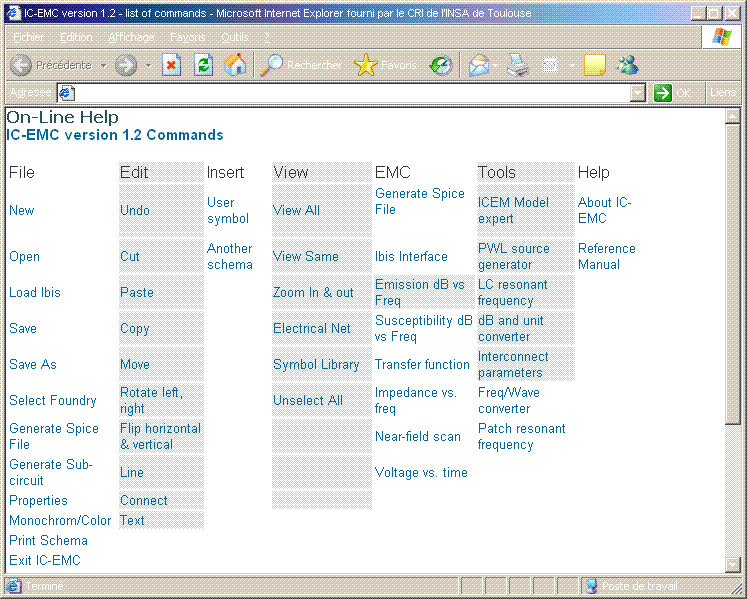 IC-EMC version 1.2 - list of commands - Microsoft Internet Explorer fourni par le CRI de l'INSA de Toulouse
Fichier Edition Affichage Favoris Outils ?
Précédente Rechercher Favoris
Adresse OK Liens
On-Line Help
IC-EMC version 1.2 Commands
File Edit Insert View EMC Tools Help
New Undo User symbol View All Generate Spice File ICEM Model expert About IC-EMC
Open Cut Another schema View Same Ibis Interface PWL source generator Reference Manual
Load Ibis Paste Zoom In & out Emission dB vs Freq LC resonant frequency
Save Copy Electrical Net Susceptibility dB vs Freq dB and unit converter
Save As Move Symbol Library Transfer function Interconnect parameters
Select Foundry Rotate left, right Unselect All Impedance vs. freq Freq/Wave converter
Generate Spice File Flip horizontal & vertical Near-field scan Patch resonant frequency
Generate Sub-circuit Line Voltage vs. time
Properties Connect
Monochrom/Color Text
Print Schema
Exit IC-EMC
Terminé Poste de travail